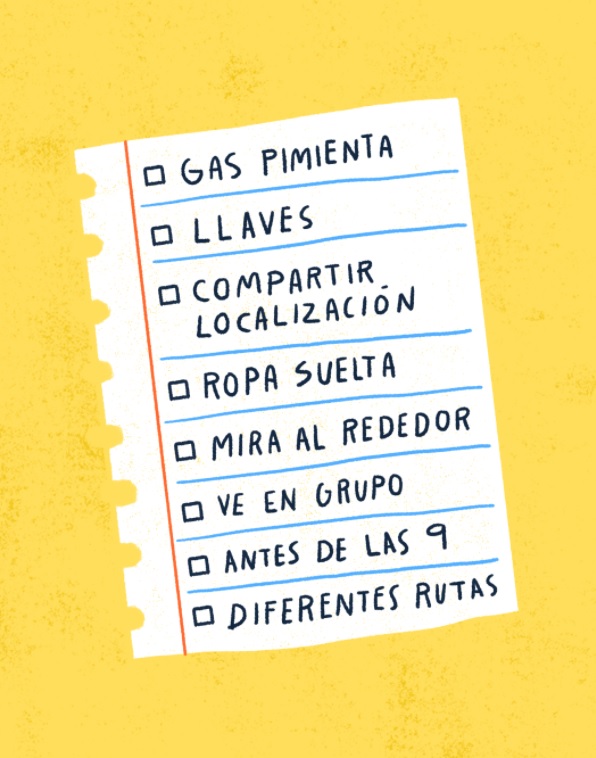 GAS PIMIENTA
LLAVES
COMPARTIR
LOCALIZACIÓN
ROPA SUELTA
MIRA AL REDEDOR
VE EN GRUPO
ANTES DE LAS 9
DIFERENTES RUTAS